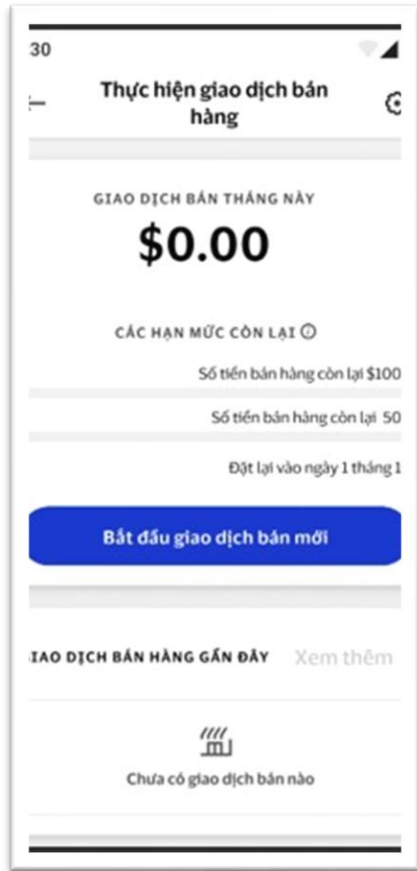 30
Thực hiện giao dịch bán
hàng
GIAO DỊCH BÁN THÁNG NÀY
$0.00
CÁC HẠN MỨC CÒN LẠI
Số tiền bán hàng còn lại $100
Số tiền bán hàng còn lại 50
Đặt lại vào ngày 1 tháng 1
Bắt đầu giao dịch bán mới
IAO DỊCH BÁN HÀNG GẦN ĐÂY Xem thêm
Chưa có giao dịch bán nào